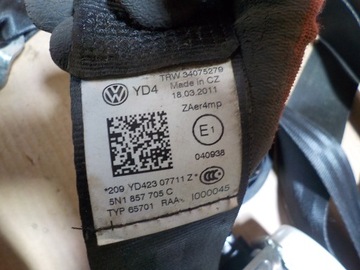 YD4
TRW 34075279
Made in CZ
18.03.2011
ZAer4mp
E1
040938
*209 YD423 07711 Z*
5N1 857 705 C
TYP 65701 RAA 1000045